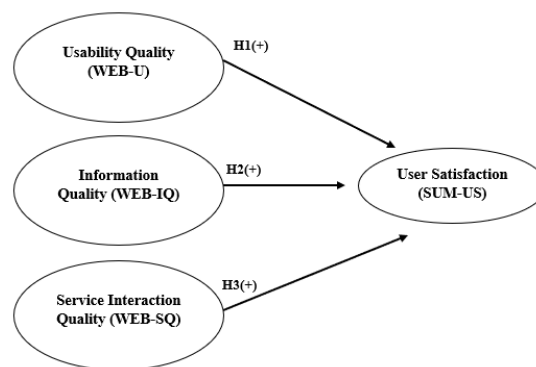 Usability Quality
(WEB-U)
H1(+)
Information
Quality (WEB-IQ)
H2(+)
User Satisfaction
(SUM-US)
Service Interaction
Quality (WEB-SQ)
H3(+)